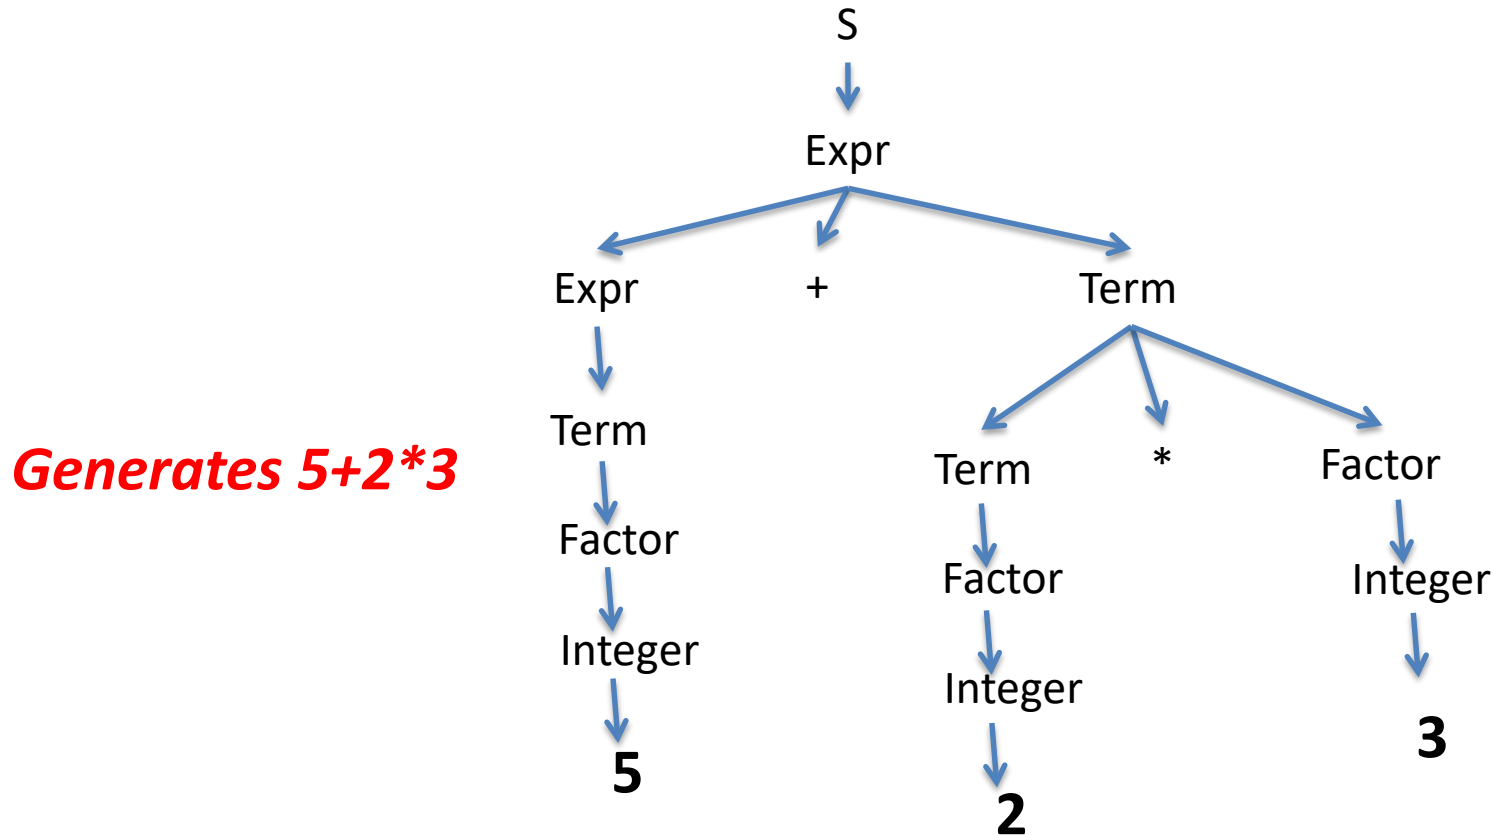 S
Expr
Expr + Term
Term
Generates 5+2*3
Term * Factor
Factor
Factor Integer
Integer
Integer
3
5
2